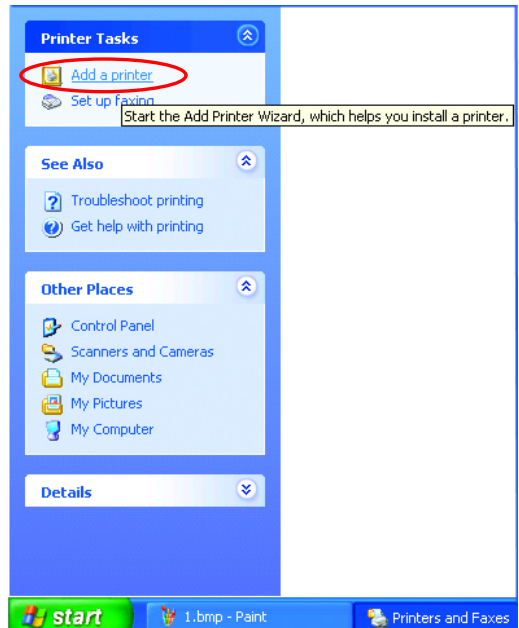 Printer Tasks
Add a printer
Set up faxing
Start the Add Printer Wizard, which helps you install a printer.
See Also
Troubleshoot printing
Get help with printing
Other Places
Control Panel
Scanners and Cameras
My Documents
My Pictures
My Computer
Details
start
1.bmp - Paint
Printers and Faxes